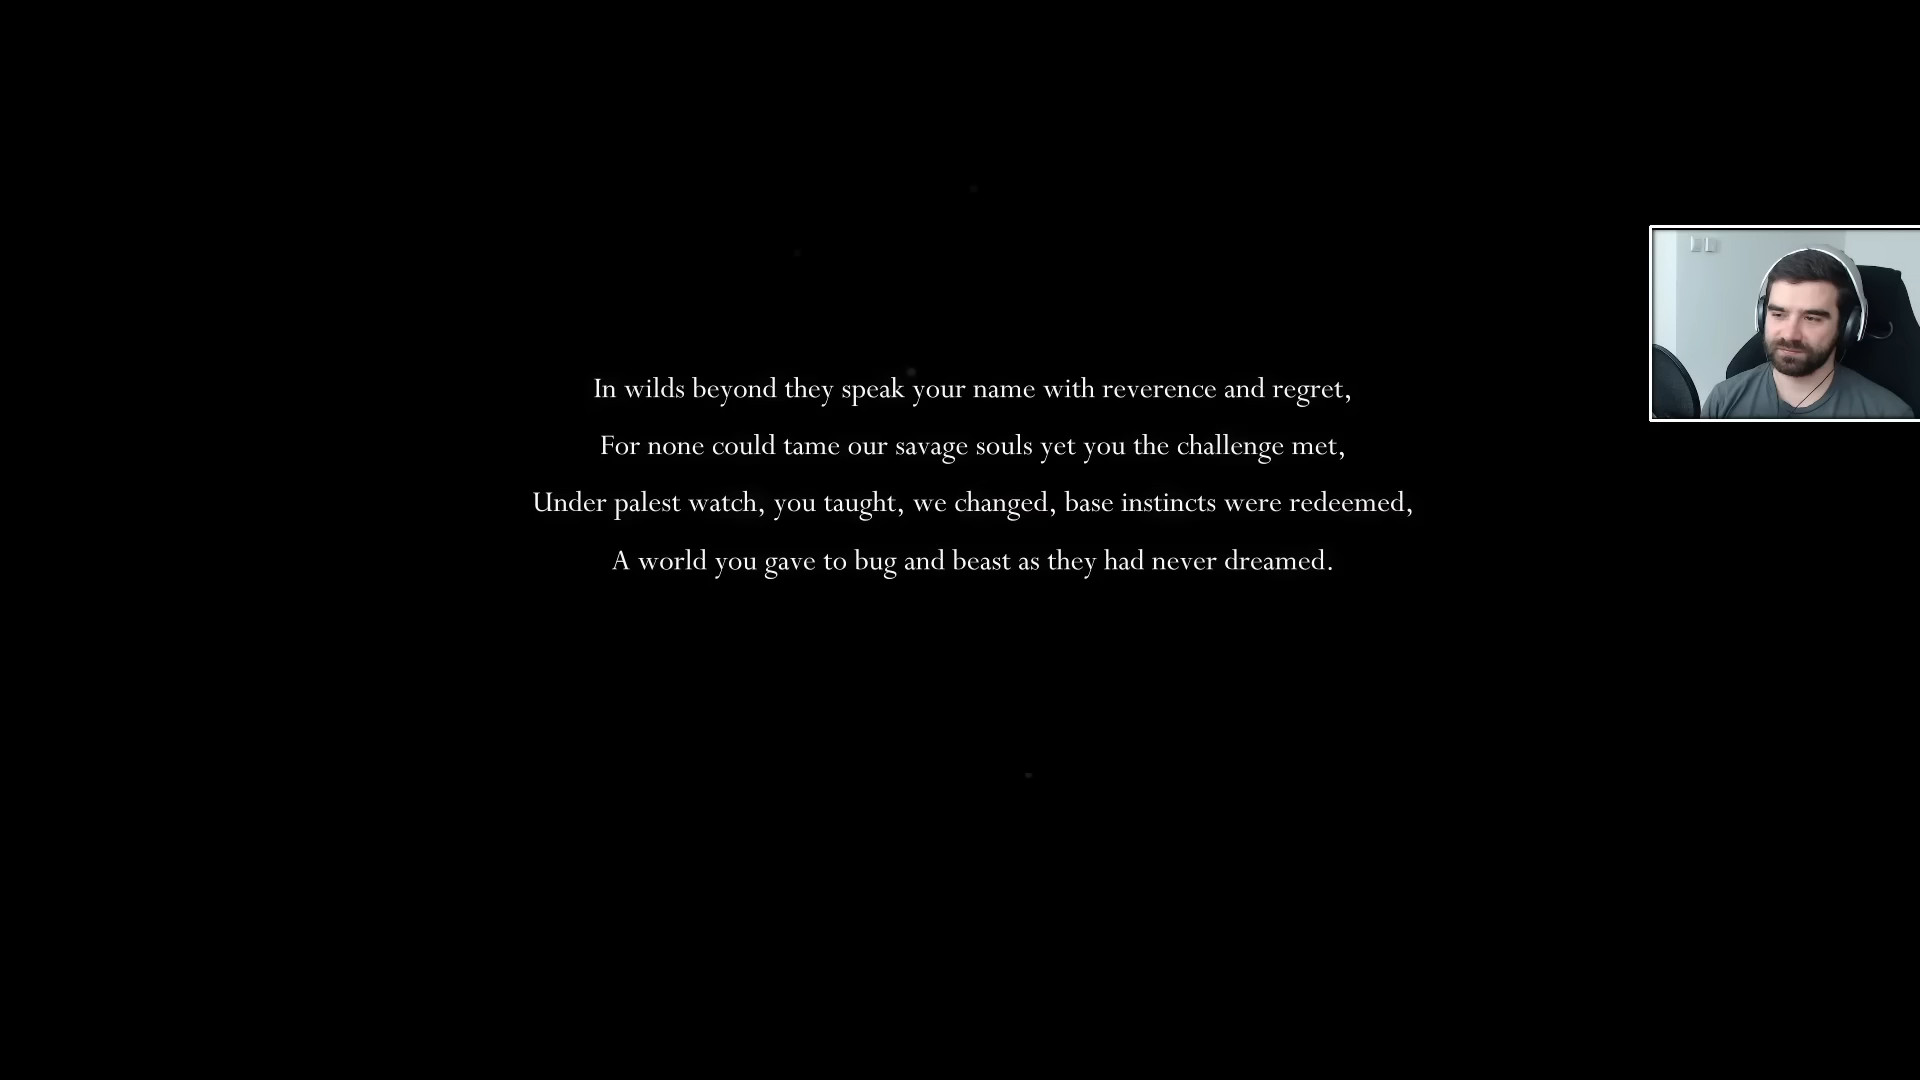 In wilds beyond they speak your name with reverence and regret,
For none could tame our savage souls yet you the challenge met,
Under palest watch, you taught, we changed, base instincts were redeemed,
A world you gave to bug and beast as they had never dreamed.